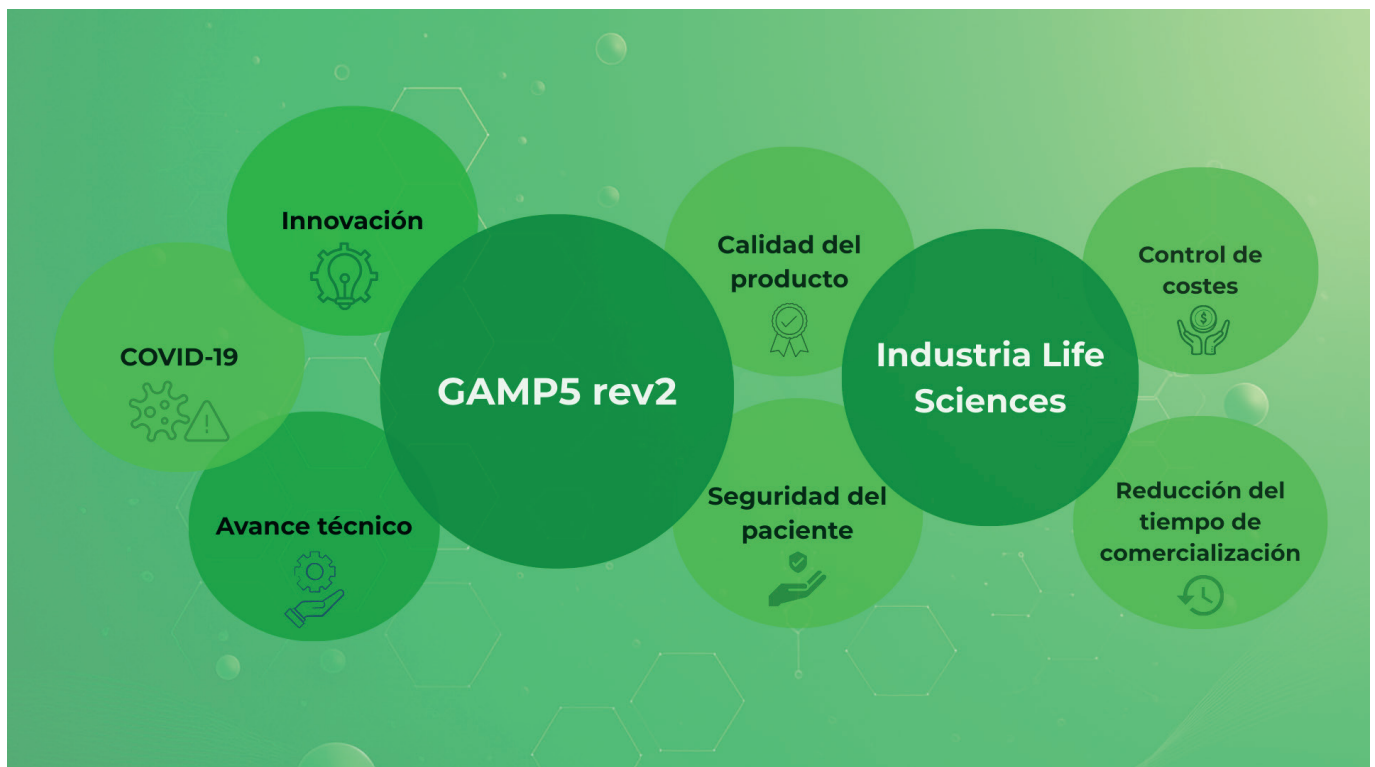 Innovación
COVID-19
Avance técnico
GAMP5 rev2
Calidad del
producto
Seguridad del
paciente
Industria Life
Sciences
Control de
costes
$
Reducción del
tiempo de
comercialización